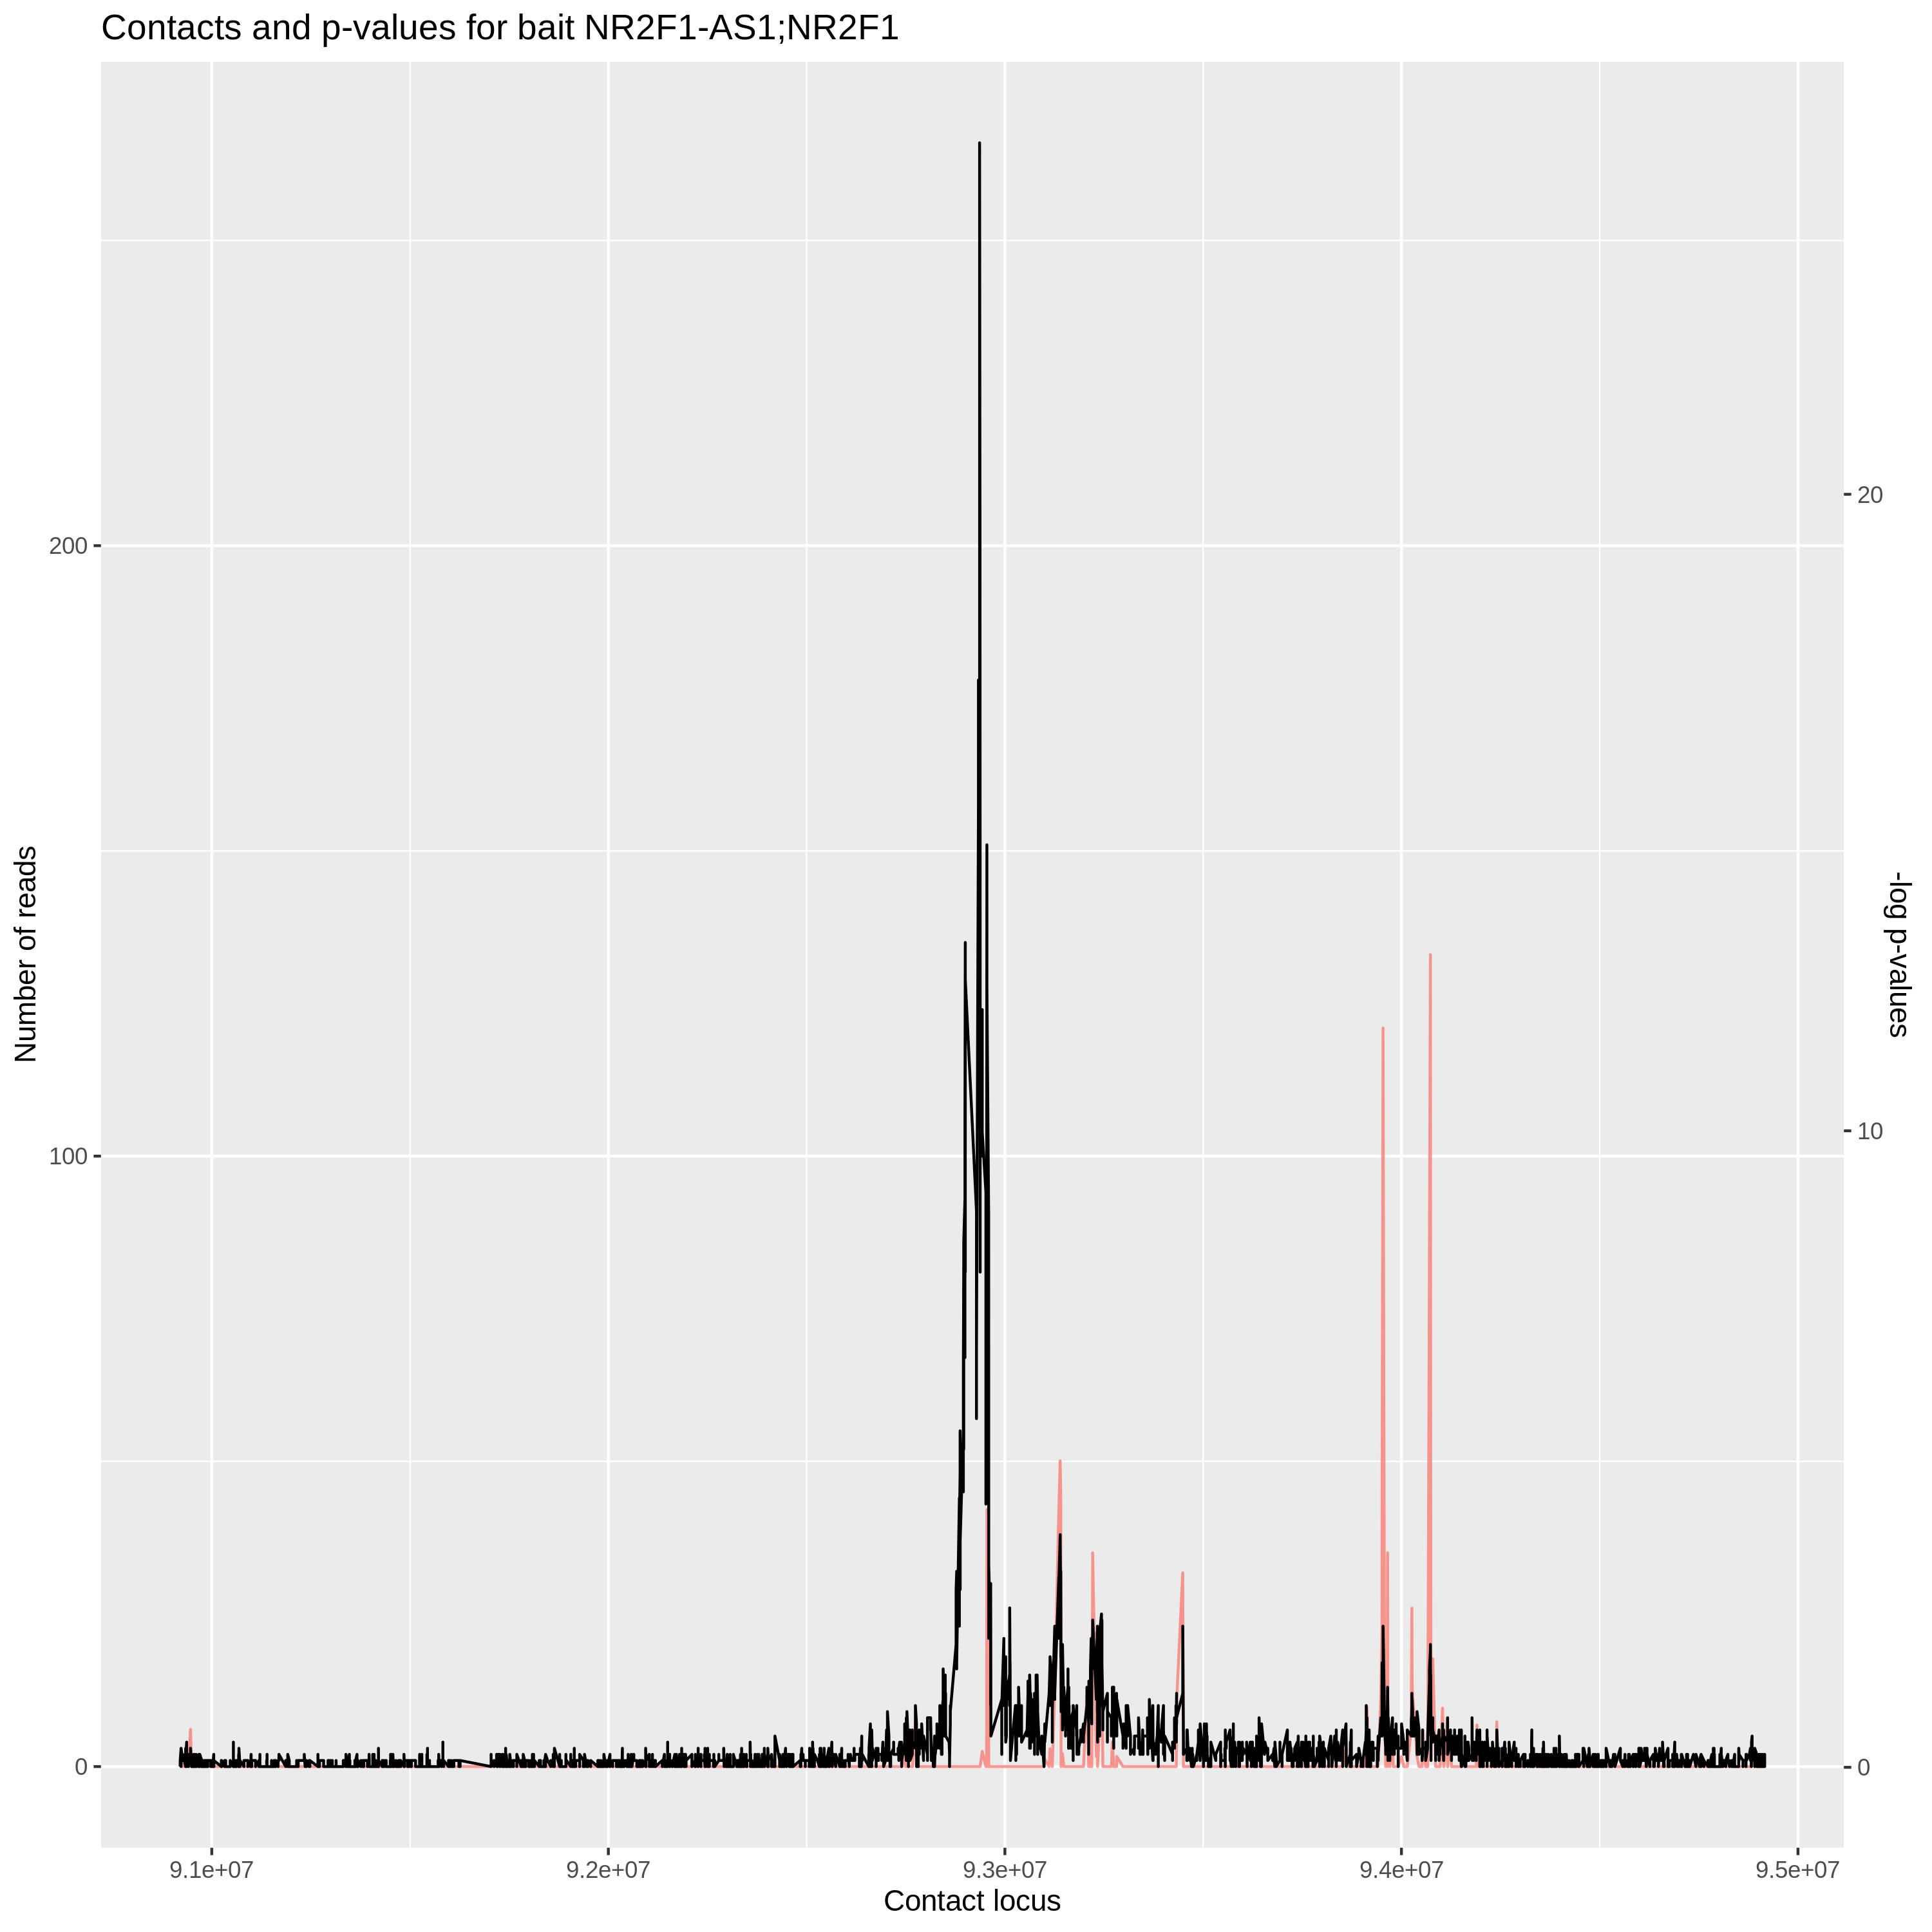 Contacts and p-values for bait NR2F1-AS1;NR2F1
Number of reads
200
100
0
-log p-values
20
10
0
9.1e+07 9.2e+07 9.3e+07 9.4e+07 9.5e+07
Contact locus